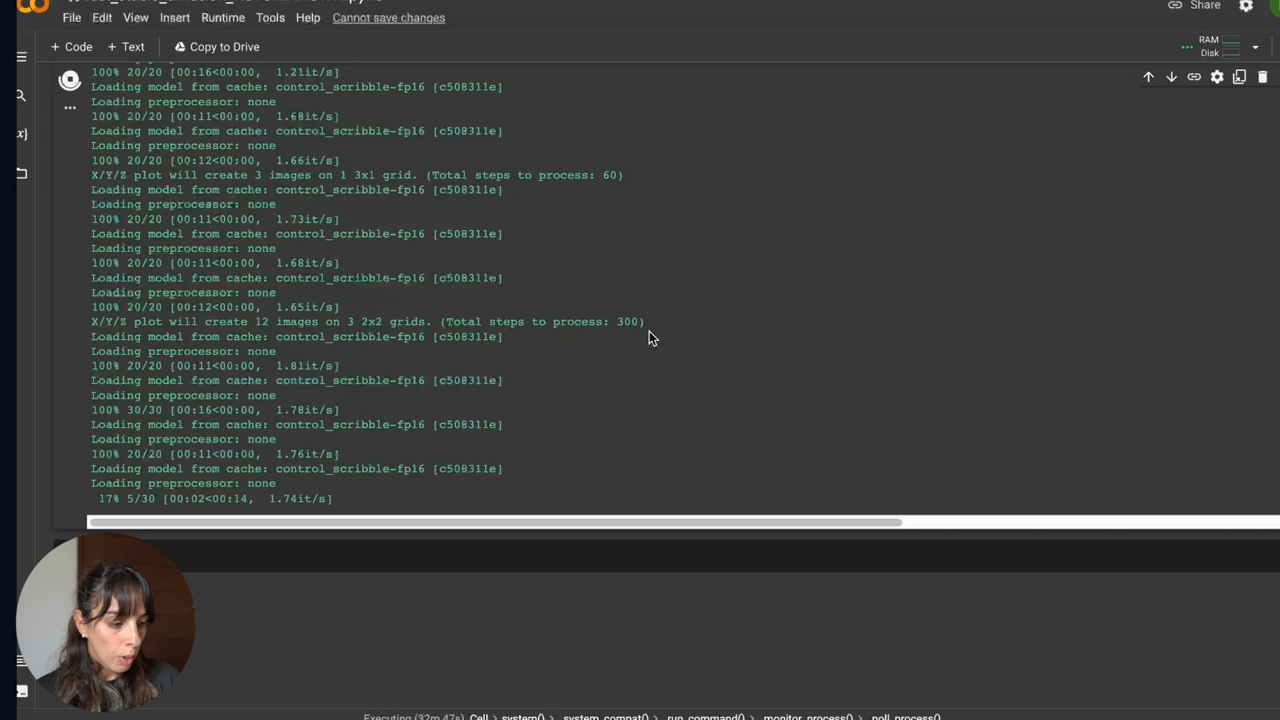 File Edit View Insert Runtime Tools Help Cannot save changes
Share
+ Code + Text Copy to Drive
RAM
Disk
100% 20/20 [00:16<00:00, 1.21it/s]
Loading model from cache: control_scribble-fp16 [c508311e]
Loading preprocessor: none
100% 20/20 [00:11<00:00, 1.68it/s]
Loading model from cache: control_scribble-fp16 [c508311e]
Loading preprocessor: none
100% 20/20 [00:12<00:00, 1.66it/s]
X/Y/Z plot will create 3 images on 1 3x1 grid. (Total steps to process: 60)
Loading model from cache: control_scribble-fp16 [c508311e]
Loading preprocessor: none
100% 20/20 [00:11<00:00, 1.73it/s]
Loading model from cache: control_scribble-fp16 [c508311e]
Loading preprocessor: none
100% 20/20 [00:11<00:00, 1.68it/s]
Loading model from cache: control_scribble-fp16 [c508311e]
Loading preprocessor: none
100% 20/20 [00:12<00:00, 1.65it/s]
X/Y/Z plot will create 12 images on 3 2x2 grids. (Total steps to process: 300)
Loading model from cache: control_scribble-fp16 [c508311e]
Loading preprocessor: none
100% 20/20 [00:11<00:00, 1.81it/s]
Loading model from cache: control_scribble-fp16 [c508311e]
Loading preprocessor: none
100% 30/30 [00:16<00:00, 1.78it/s]
Loading model from cache: control_scribble-fp16 [c508311e]
Loading preprocessor: none
100% 20/20 [00:11<00:00, 1.76it/s]
Loading model from cache: control_scribble-fp16 [c508311e]
Loading preprocessor: none
17% 5/30 [00:02<00:14, 1.74it/s]
Executing (32m 47s) Cell system() _system_compat() _run_command() _monitor_process() _poll_process()